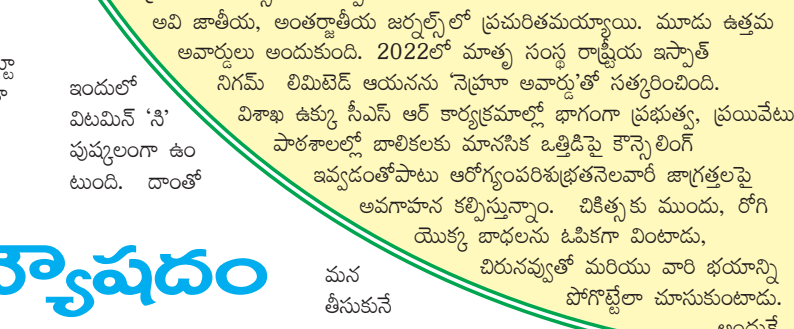 అవి జాతీయ, అంతర్జాతీయ జర్నల్స్‌లో ప్రచురితమయ్యాయి. మూడు ఉత్తమ
అవార్డులు అందుకుంది. 2022లో మాతృ సంస్థ రాష్ట్రీయ ఇస్పాత్
నిగమ్ లిమిటెడ్ ఆయనను ‘నెహ్రూ అవార్డు’తో సత్కరించింది.
విశాఖ ఉక్కు సీఎస్ ఆర్ కార్యక్రమాల్లో భాగంగా ప్రభుత్వ, ప్రయివేటు
పాఠశాలల్లో బాలికలకు మానసిక ఒత్తిడిపై కౌన్సెలింగ్
ఇవ్వడంతోపాటు ఆరోగ్యంపరిశుభ్రతనెలవారీ జాగ్రత్తలపై
అవగాహన కల్పిస్తున్నాం. చికిత్సకు ముందు, రోగి
యొక్క బాధలను ఓపికగా వింటాడు,
చిరునవ్వుతో మరియు వారి భయాన్ని
పోగొట్టేలా చూసుకుంటాడు.
ఇందులో
విటమిన్ ‘సి’
పుష్కలంగా ఉం
టుంది. దాంతో
మన
తీసుకునే